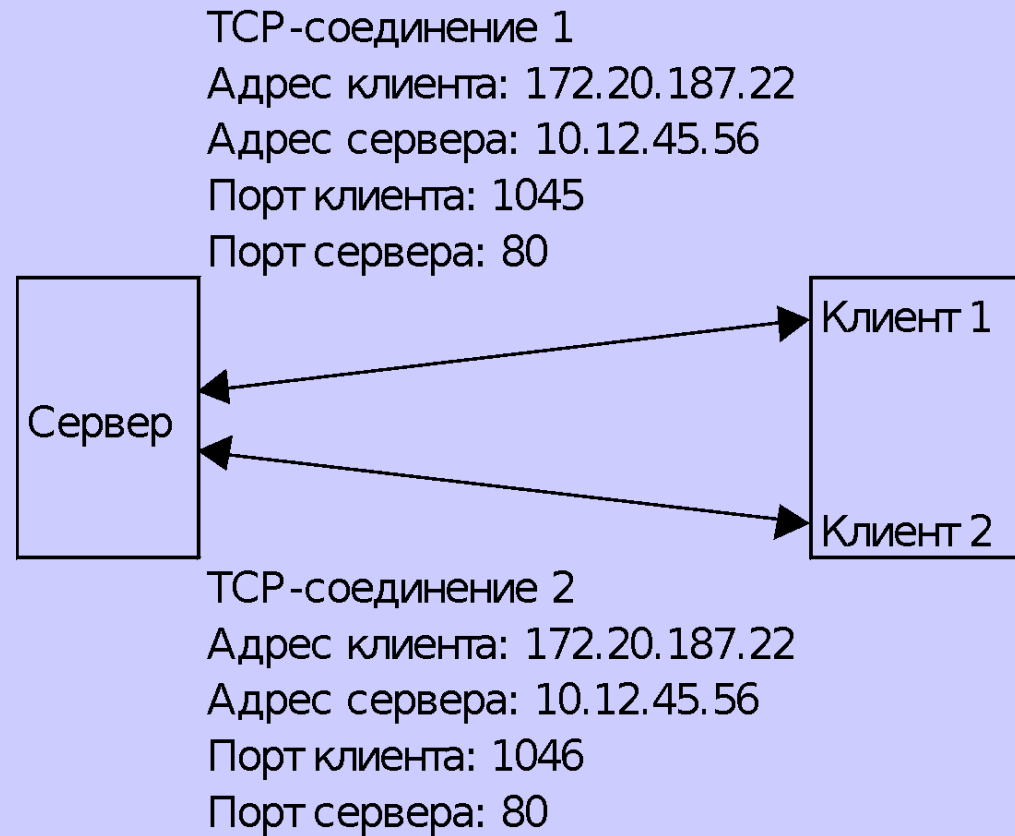 TCP-соединение 1
Адрес клиента: 172.20.187.22
Адрес сервера: 10.12.45.56
Порт клиента: 1045
Порт сервера: 80
Клиент 1
Сервер
Клиент 2
TCP-соединение 2
Адрес клиента: 172.20.187.22
Адрес сервера: 10.12.45.56
Порт клиента: 1046
Порт сервера: 80